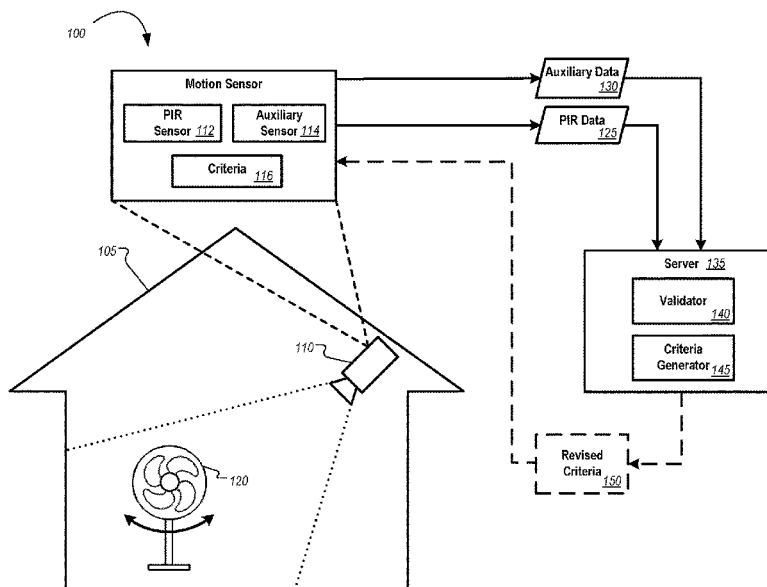 100
Motion Sensor
PIR
Sensor 112
Auxiliary
Sensor 114
Criteria
116
Auxiliary Data
130
PIR Data
125
105
Server 135
Validator
140
Criteria
Generator 145
110
Revised
Criteria
150
120